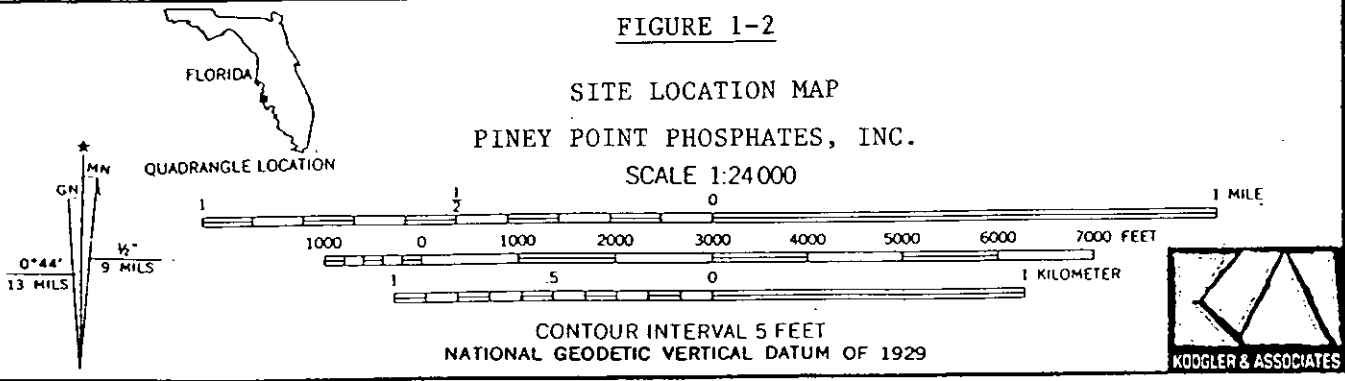 FIGURE 1-2
FLORIDA
SITE LOCATION MAP
PINEY POINT PHOSPHATES, INC.
QUADRANGLE LOCATION
SCALE 1:24 000
★
GN
MN
0°44'
13 MILS
½°
9 MILS
1 ½ 0 1 MILE
1000 0 1000 2000 3000 4000 5000 6000 7000 FEET
1 .5 0 1 KILOMETER
CONTOUR INTERVAL 5 FEET
NATIONAL GEODETIC VERTICAL DATUM OF 1929
KOOGLER & ASSOCIATES